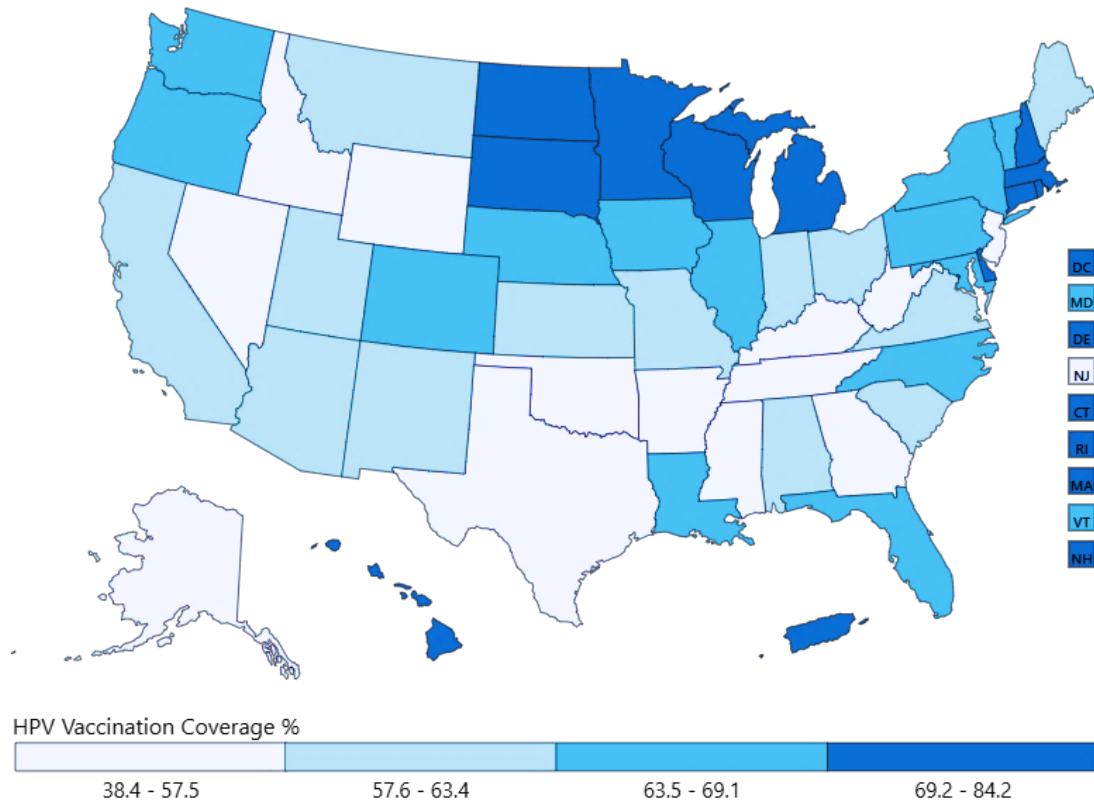 DC
MD
DE
NJ
CT
RI
MA
VT
NH
HPV Vaccination Coverage %
38.4 - 57.5 57.6 - 63.4 63.5 - 69.1 69.2 - 84.2